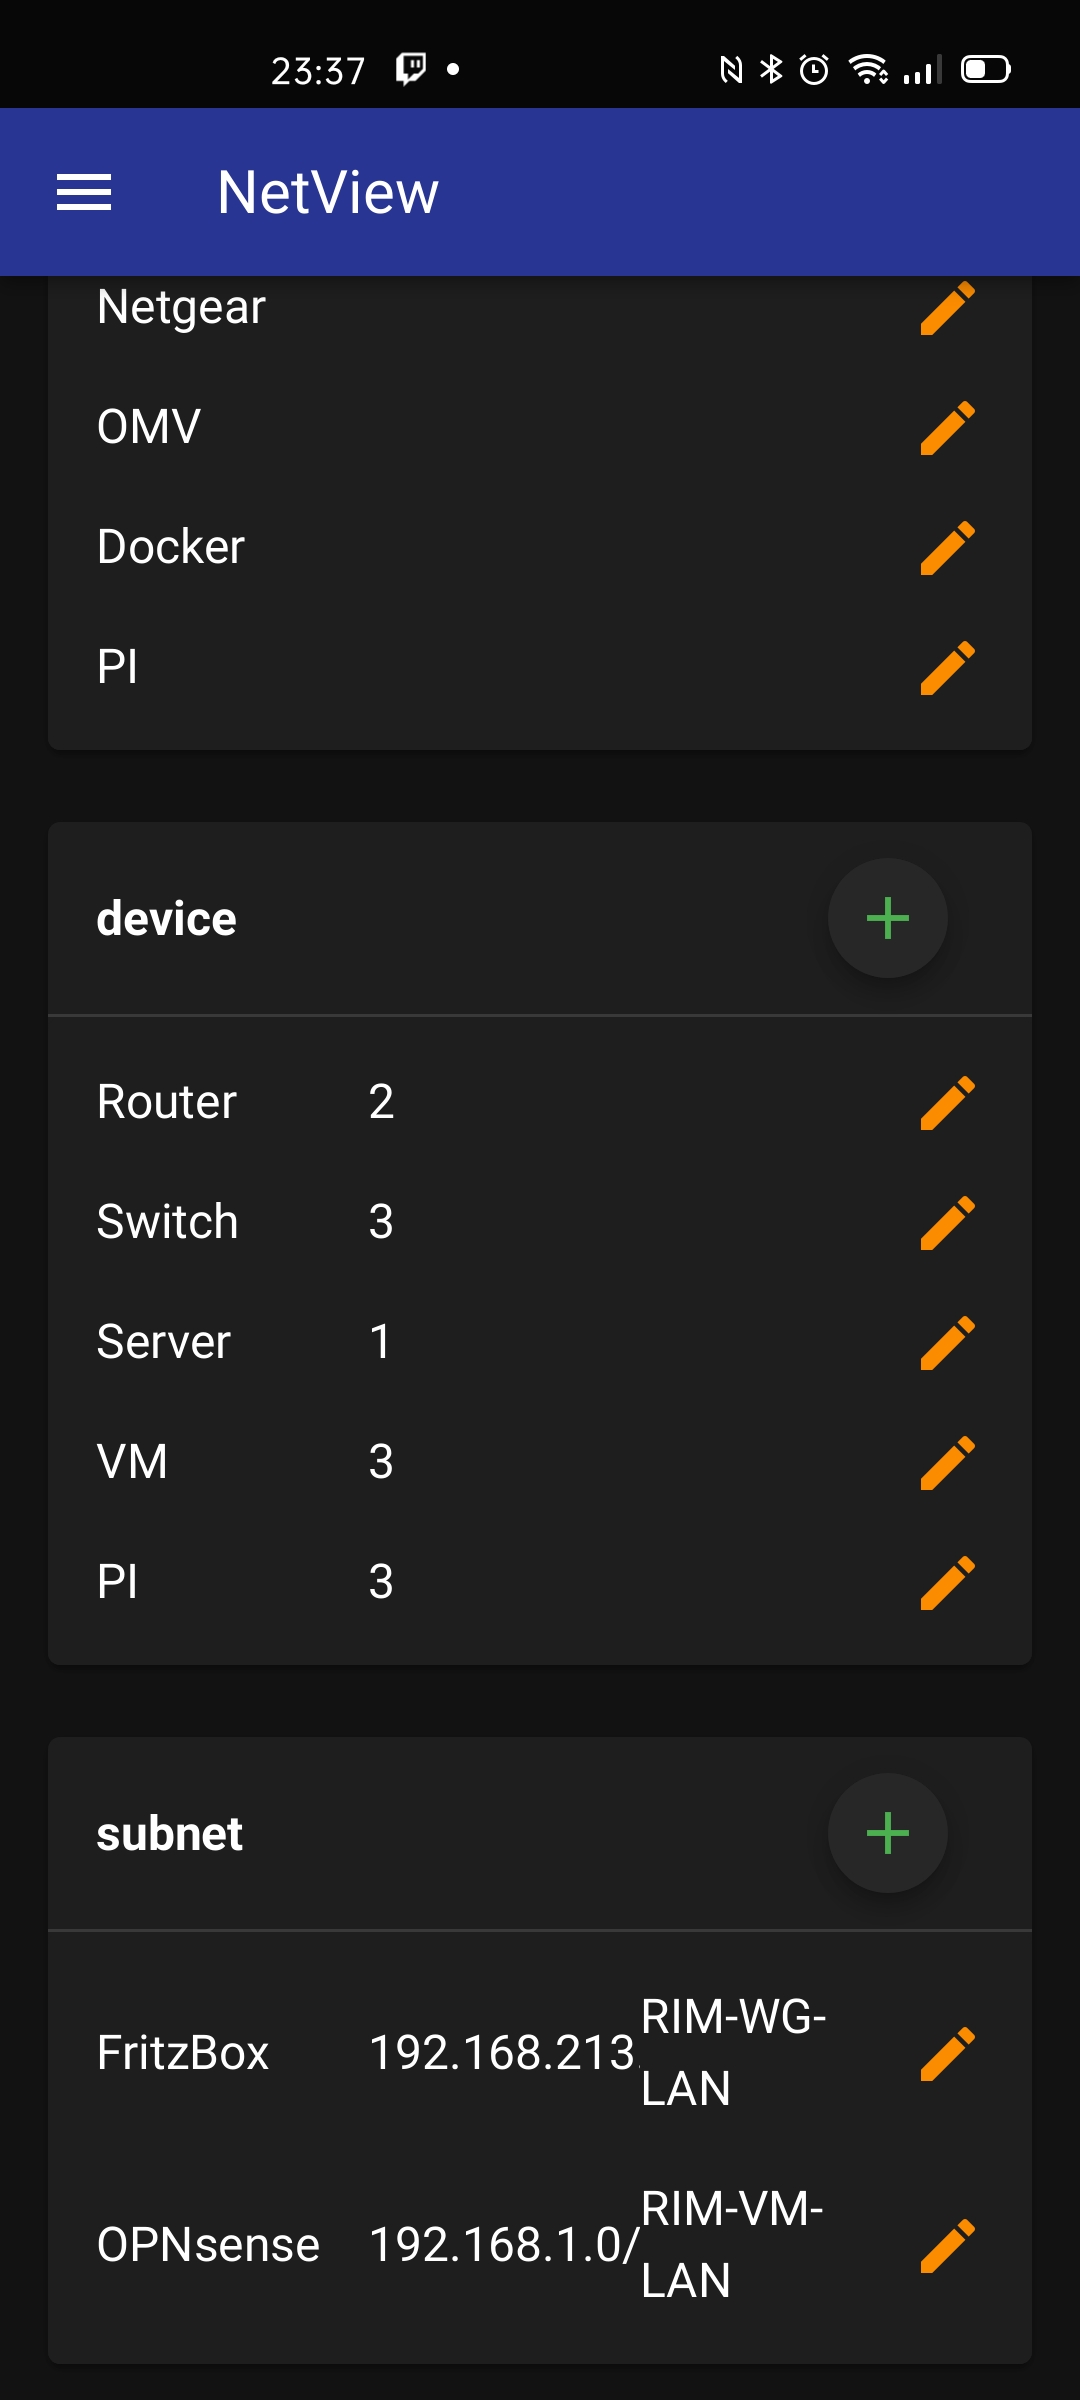 23:37
NetView
Netgear
OMV
Docker
PI
device
Router 2
Switch 3
Server 1
VM 3
PI 3
subnet
FritzBox 192.168.213. RIM-WG-
LAN
OPNsense 192.168.1.0/ RIM-VM-
LAN